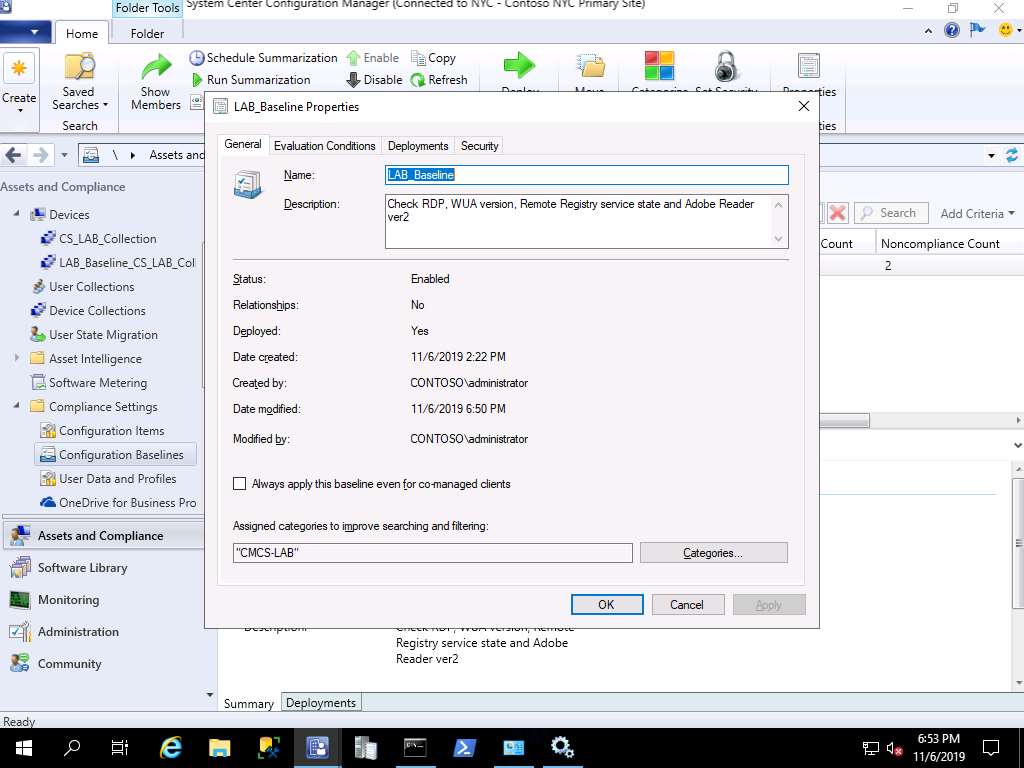 Folder Tools
System Center Configuration Manager (Connected to NYC - Contoso NYC Primary Site)
Home
Folder
Create
Saved
Searches
Search
Show
Members
Schedule Summarization
Run Summarization
Enable
Disable
Copy
Refresh
Move
Properties
\
Assets and
Assets and Compliance
Devices
CS_LAB_Collection
LAB_Baseline_CS_LAB_Col
User Collections
Device Collections
User State Migration
Asset Intelligence
Software Metering
Compliance Settings
Configuration Items
Configuration Baselines
User Data and Profiles
OneDrive for Business Pro
Assets and Compliance
Software Library
Monitoring
Administration
Community
Search
Add Criteria
Count
Noncompliance Count
2
LAB_Baseline Properties
General
Evaluation Conditions
Deployments
Security
Name:
LAB_Baseline
Description:
Check RDP, WUA version, Remote Registry service state and Adobe Reader
ver2
Status:
Enabled
Relationships:
No
Deployed:
Yes
Date created:
11/6/2019 2:22 PM
Created by:
CONTOSO\administrator
Date modified:
11/6/2019 6:50 PM
Modified by:
CONTOSO\administrator
Always apply this baseline even for co-managed clients
Assigned categories to improve searching and filtering:
"CMCS-LAB"
Categories...
OK
Cancel
Apply
Description:
Check RDP, WUA version, Remote
Registry service state and Adobe
Reader ver2
Summary
Deployments
Ready
6:53 PM
11/6/2019